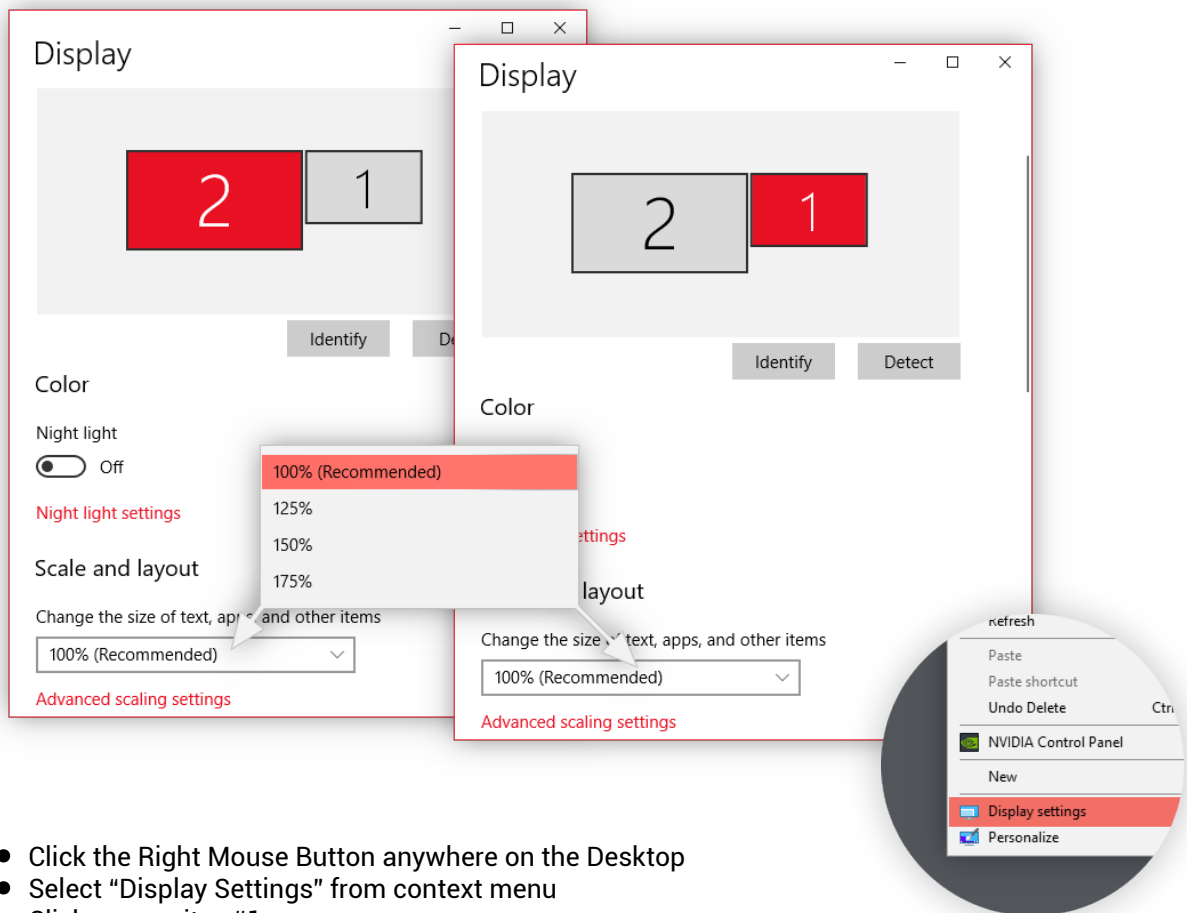 Display
2
1
Identify
Color
Night light
Off
Night light settings
Scale and layout
Change the size of text, apps, and other items
100% (Recommended)
Advanced scaling settings
100% (Recommended)
125%
150%
175%
Display
2
1
Identify
Detect
Color
layout
Change the size of text, apps, and other items
100% (Recommended)
Advanced scaling settings
Refresh
Paste
Paste shortcut
Undo Delete
NVIDIA Control Panel
New
Display settings
Personalize
Click the Right Mouse Button anywhere on the Desktop
Select “Display Settings” from context menu